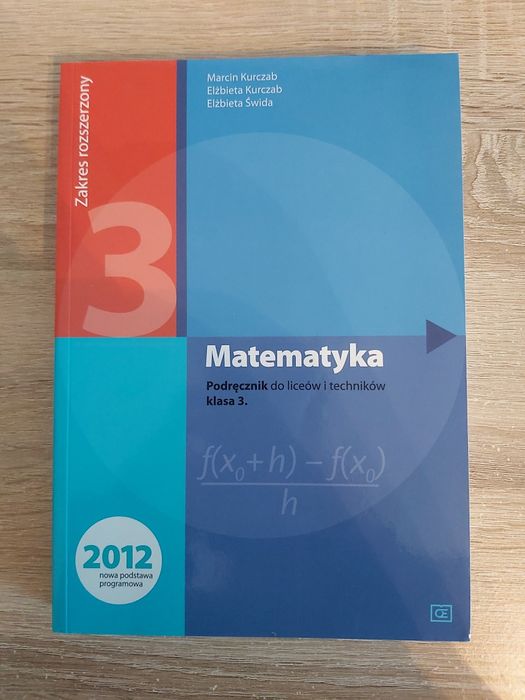 Marcin Kurczab
Elżbieta Kurczab
Elżbieta Świda
Zakres rozszerzony
3
Matematyka
Podręcznik do liceów i techników
klasa 3.
f(x₀+h) – f(x₀)
h
2012
nowa podstawa
programowa
OE